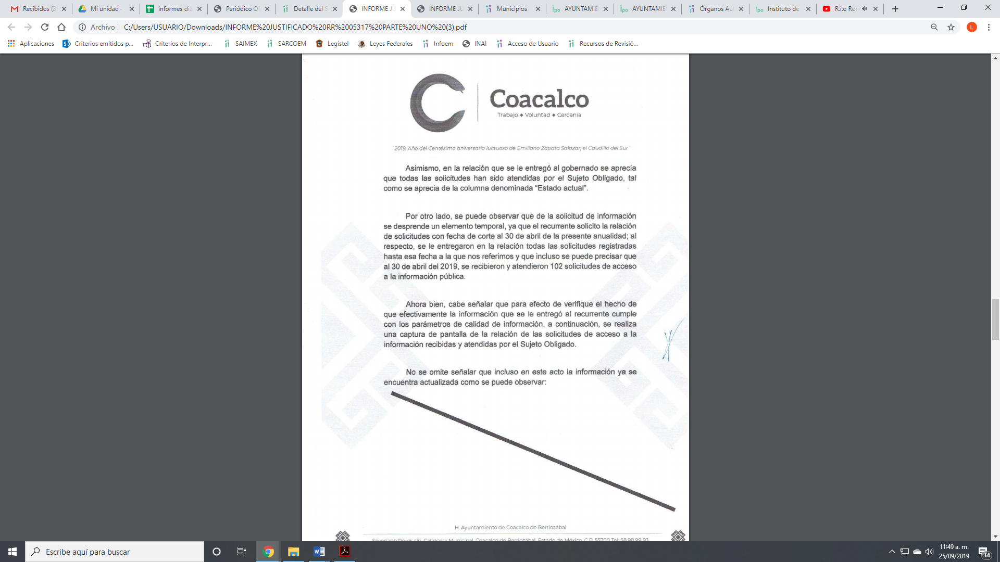 Recibidos (3
Mi unidad -
informes dia
Periódico Of
Detalle del S
INFORME JU
INFORME JU
Municipios
AYUNTAMIE
AYUNTAMIE
Órganos Aut
Instituto de
R.i.o Ron
Archivo
C:/Users/USUARIO/Downloads/INFORME%20JUSTIFICADO%20RR%2005317%20PARTE%20UNO%20(3).pdf
L
Aplicaciones
Criterios emitidos p...
Criterios de Interpr...
SAIMEX
SARCOEM
Legistel
Leyes Federales
Infoem
INAI
Acceso de Usuario
Recursos de Revisió...
Coacalco
Trabajo ◆ Voluntad ◆ Cercanía
"2019. Año del Centésimo aniversario luctuoso de Emiliano Zapata Salazar, el Caudillo del Sur"
Asimismo, en la relación que se le entregó al gobernado se aprecía
que todas las solicitudes han sido atendidas por el Sujeto Obligado, tal
como se aprecia de la columna denominada “Estado actual”.
Por otro lado, se puede observar que de la solicitud de información
se desprende un elemento temporal, ya que el recurrente solicito la relación
de solicitudes con fecha de corte al 30 de abril de la presente anualidad; al
respecto, se le entregaron en la relación todas las solicitudes registradas
hasta esa fecha a la que nos referimos y que incluso se puede precisar que
al 30 de abril del 2019, se recibieron y atendieron 102 solicitudes de acceso
a la información pública.
Ahora bien, cabe señalar que para efecto de verifique el hecho de
que efectivamente la información que se le entregó al recurrente cumple
con los parámetros de calidad de información, a continuación, se realiza
una captura de pantalla de la relación de las solicitudes de acceso a la
información recibidas y atendidas por el Sujeto Obligado.
No se omite señalar que incluso en este acto la información ya se
encuentra actualizada como se puede observar:
H. Ayuntamiento de Coacalco de Berriozábal
Severiano Reyes s/n, Cabecera Municipal, Coacalco de Berriozábal, Estado de México, C.P. 55700 Tel: 58 98 99 93
Escribe aquí para buscar
11:49 a. m.
25/09/2019
34